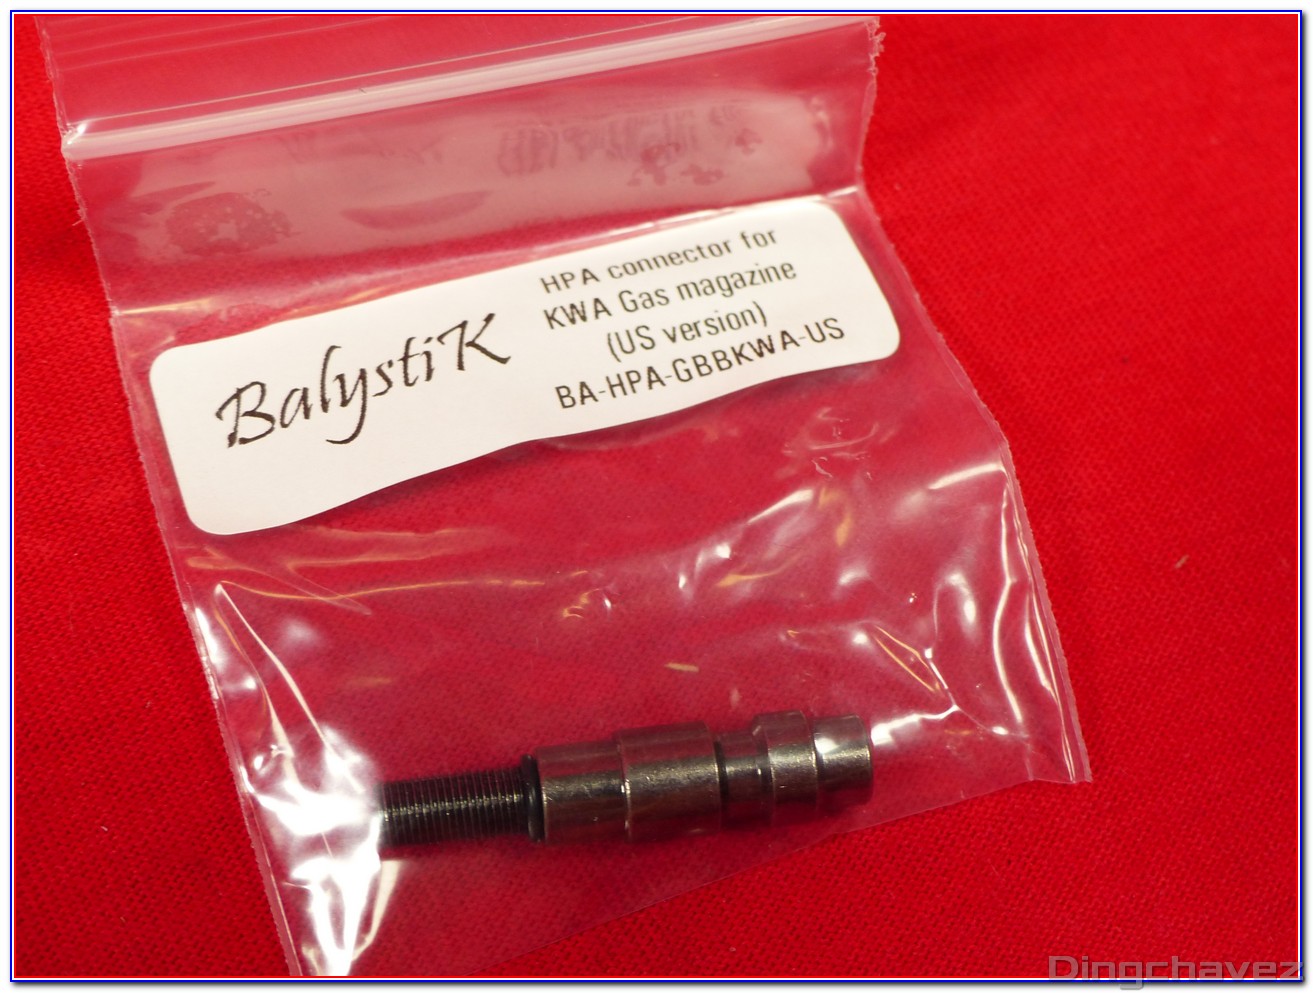 BalystiK
HPA connector for
KWA Gas magazine
(US version)
BA-HPA-GBBKWA-US
Dingchavez